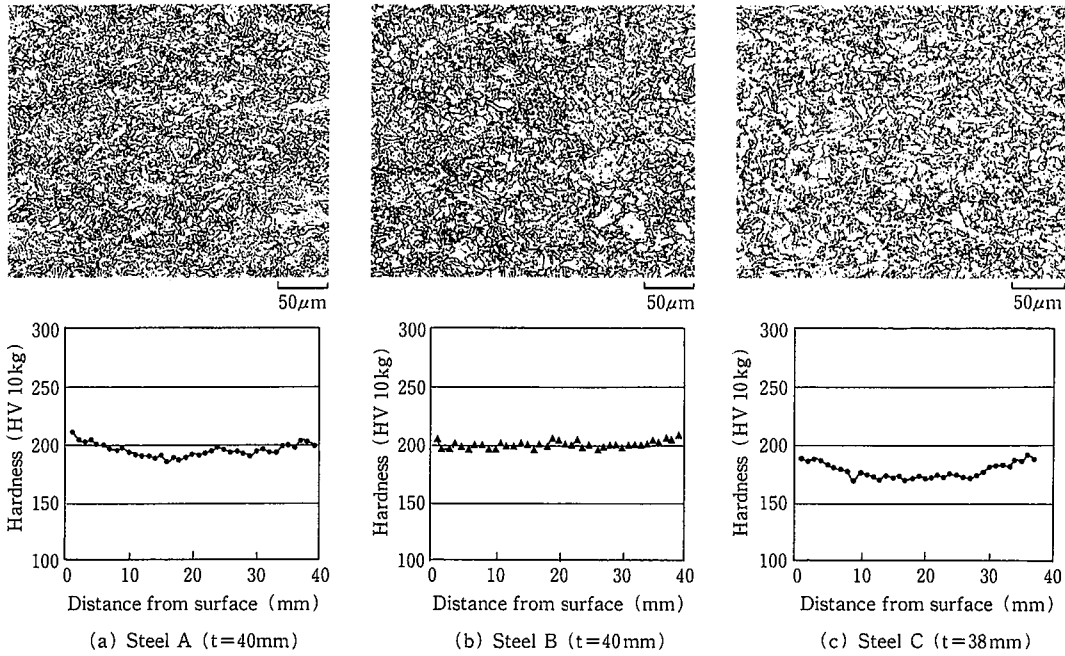 50μm
50μm
50μm
300
250
200
150
100
Hardness (HV 10kg)
0 10 20 30 40
Distance from surface (mm)
(a) Steel A (t=40mm)
300
250
200
150
100
Hardness (HV 10kg)
0 10 20 30 40
Distance from surface (mm)
(b) Steel B (t=40mm)
300
250
200
150
100
Hardness (HV 10kg)
0 10 20 30 40
Distance from surface (mm)
(c) Steel C (t=38mm)